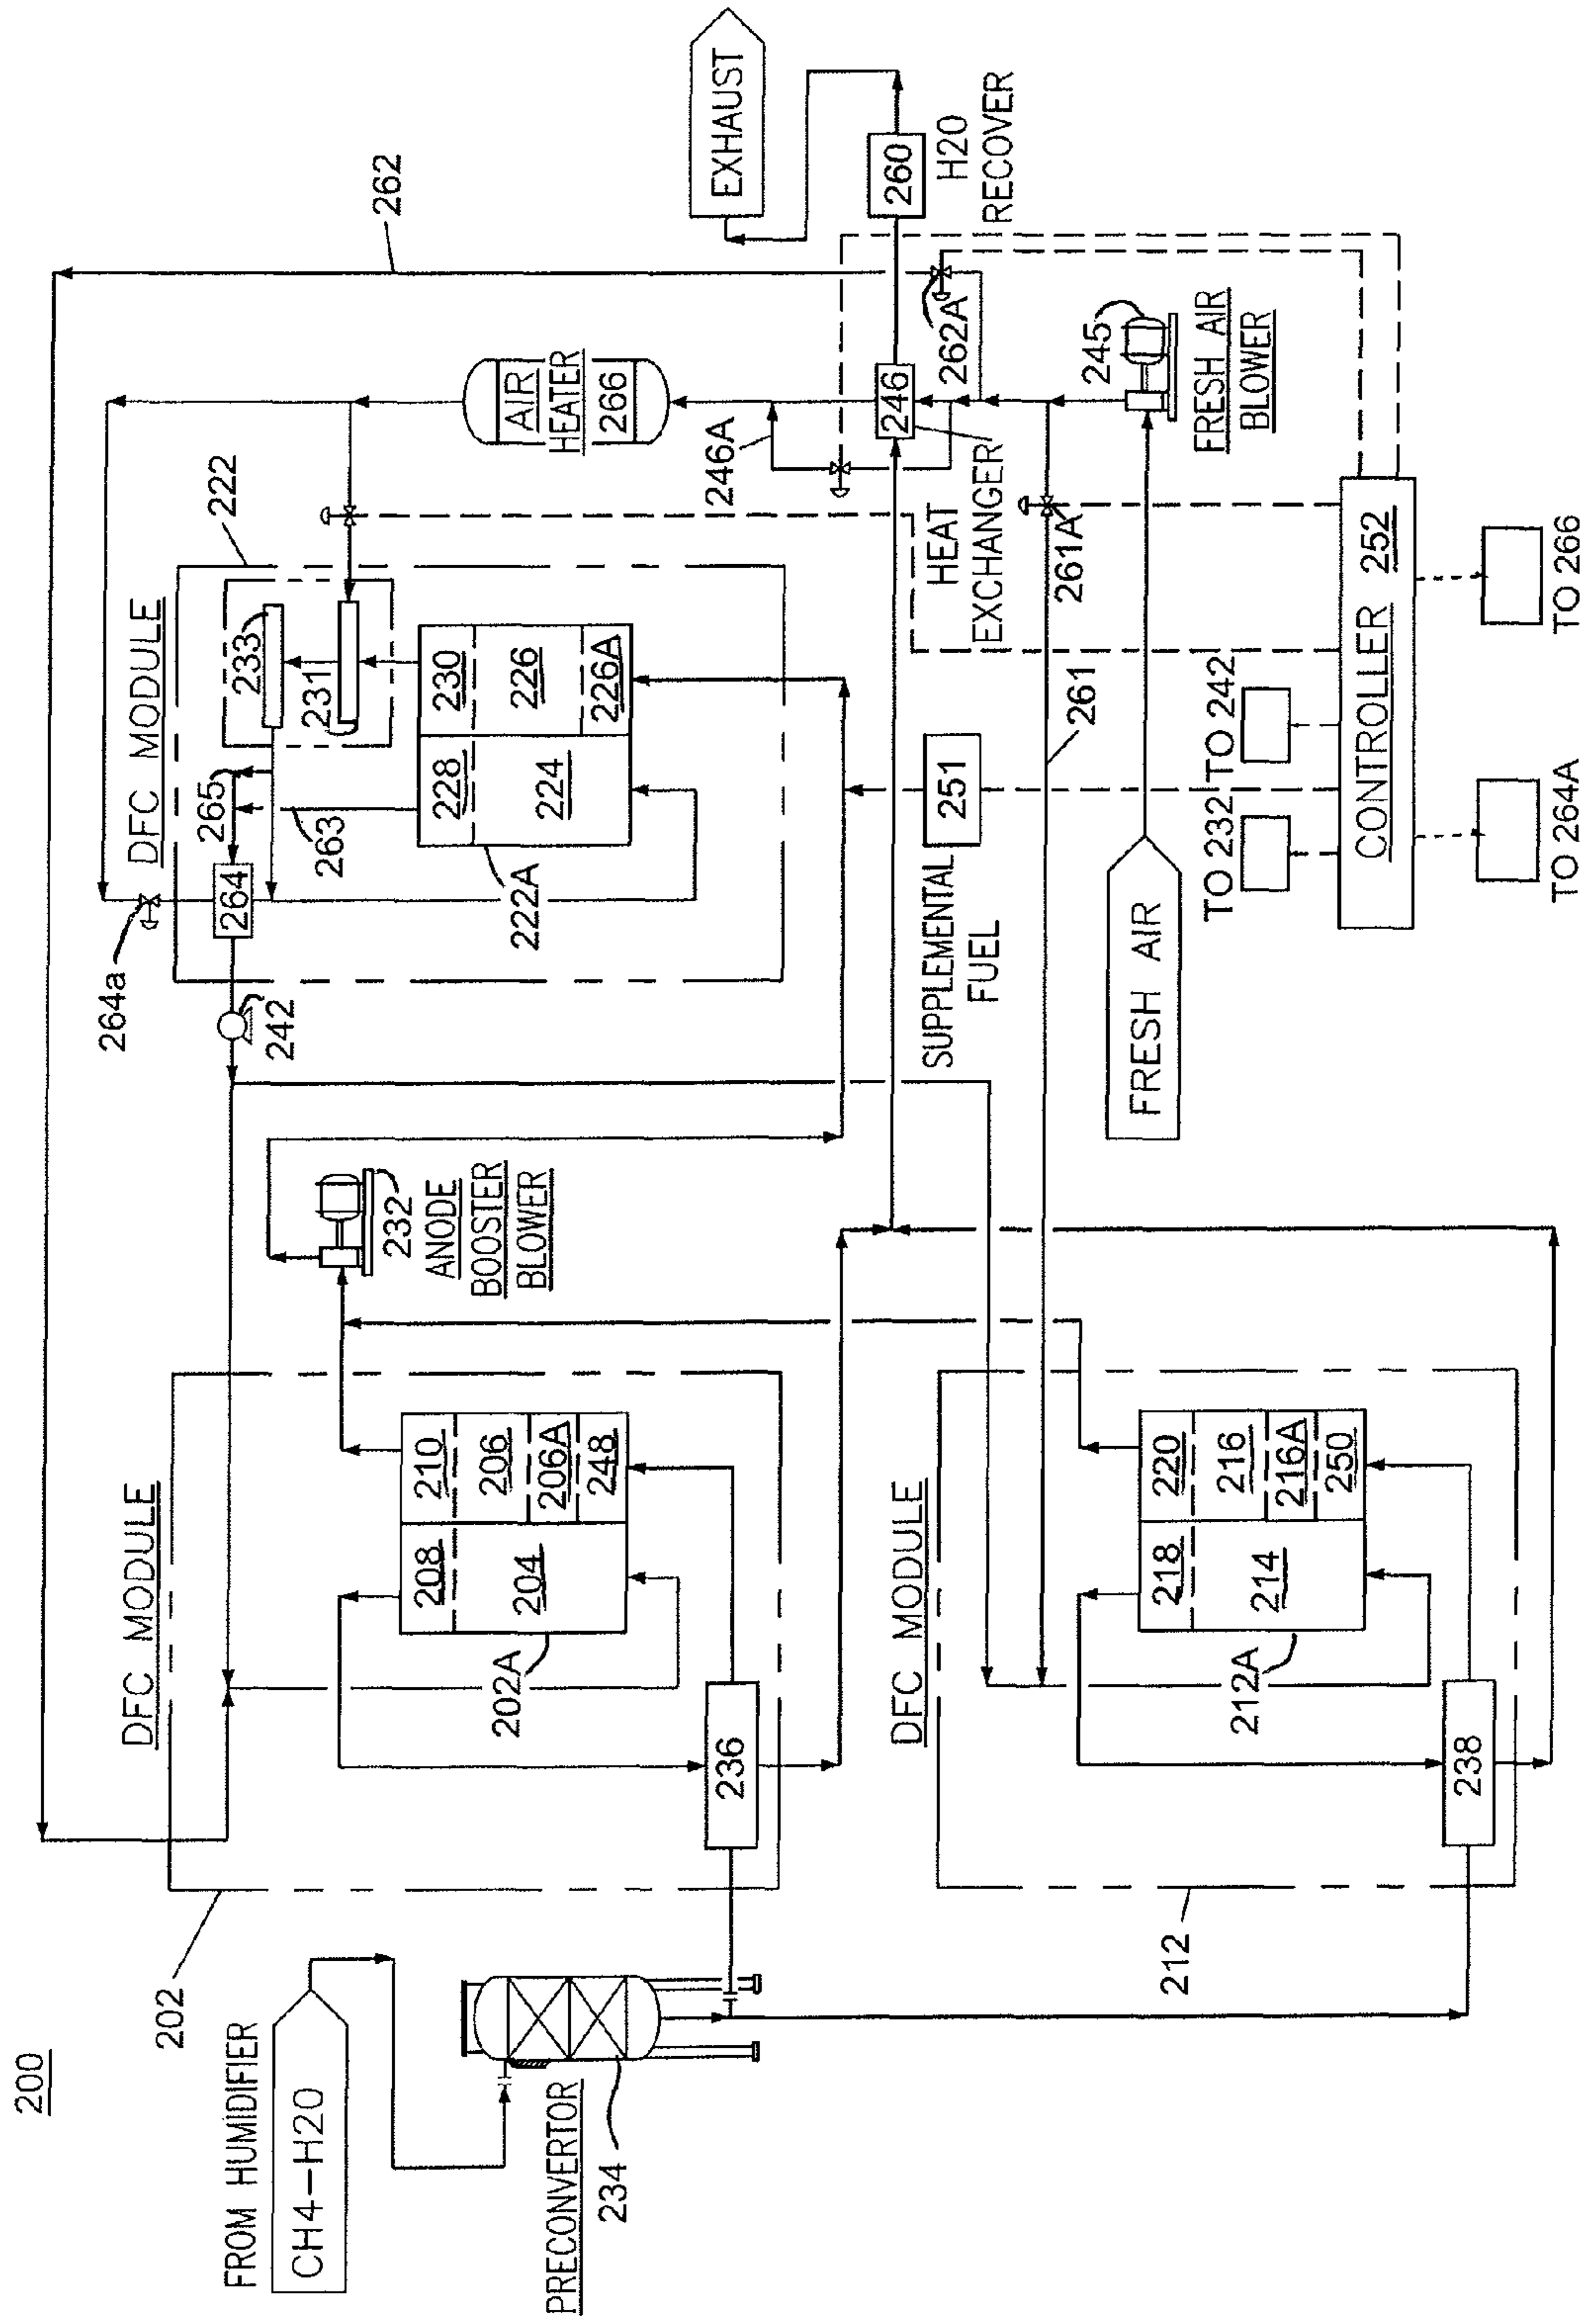 200
FROM HUMIDIFIER
CH4-H20
PRECONVERTOR
234
202
DFC MODULE
208
210
204
206
206A
248
202A
236
212
DFC MODULE
218
220
214
216
216A
250
212A
238
232
ANODE
BOOSTER
BLOWER
242
264a
DFC MODULE
222
264
265
263
233
231
228
230
224
226
226A
222A
SUPPLEMENTAL
FUEL
251
261
261A
FRESH AIR
262
AIR
HEATER
266
246A
246
HEAT
EXCHANGER
262A
245
FRESH AIR
BLOWER
EXHAUST
260
H20
RECOVER
TO 232
TO 242
CONTROLLER 252
TO 264A
TO 266